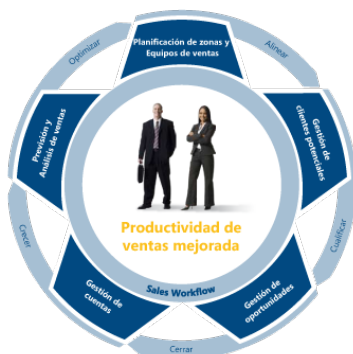 Planificación de zonas y
Equipos de ventas
Alinear
Gestión de
clientes potenciales
Cualificar
Gestión de
oportunidades
Cerrar
Gestión de
cuentas
Crecer
Previsión y
Análisis de ventas
Optimizar
Productividad de
ventas mejorada
Sales Workflow